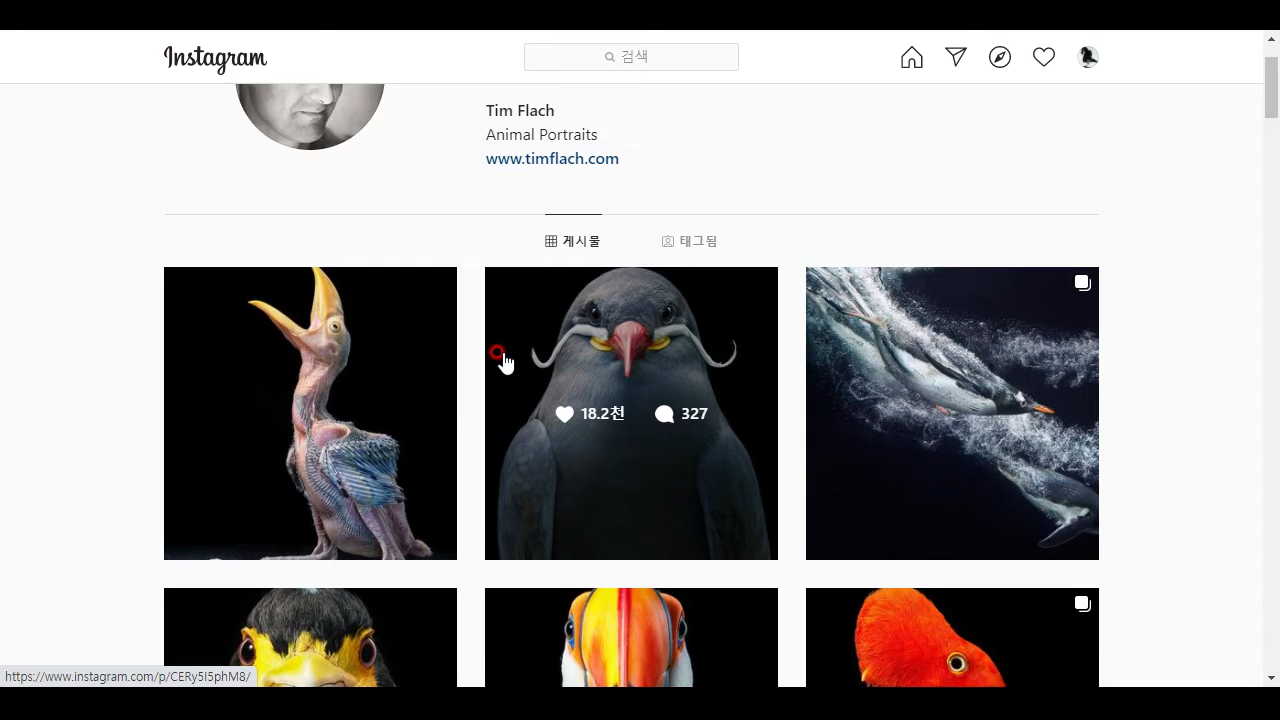 Instagram
검색
Tim Flach
Animal Portraits
www.timflach.com
게시물
태그됨
18.2천
327
https://www.instagram.com/p/CERy5I5phM8/